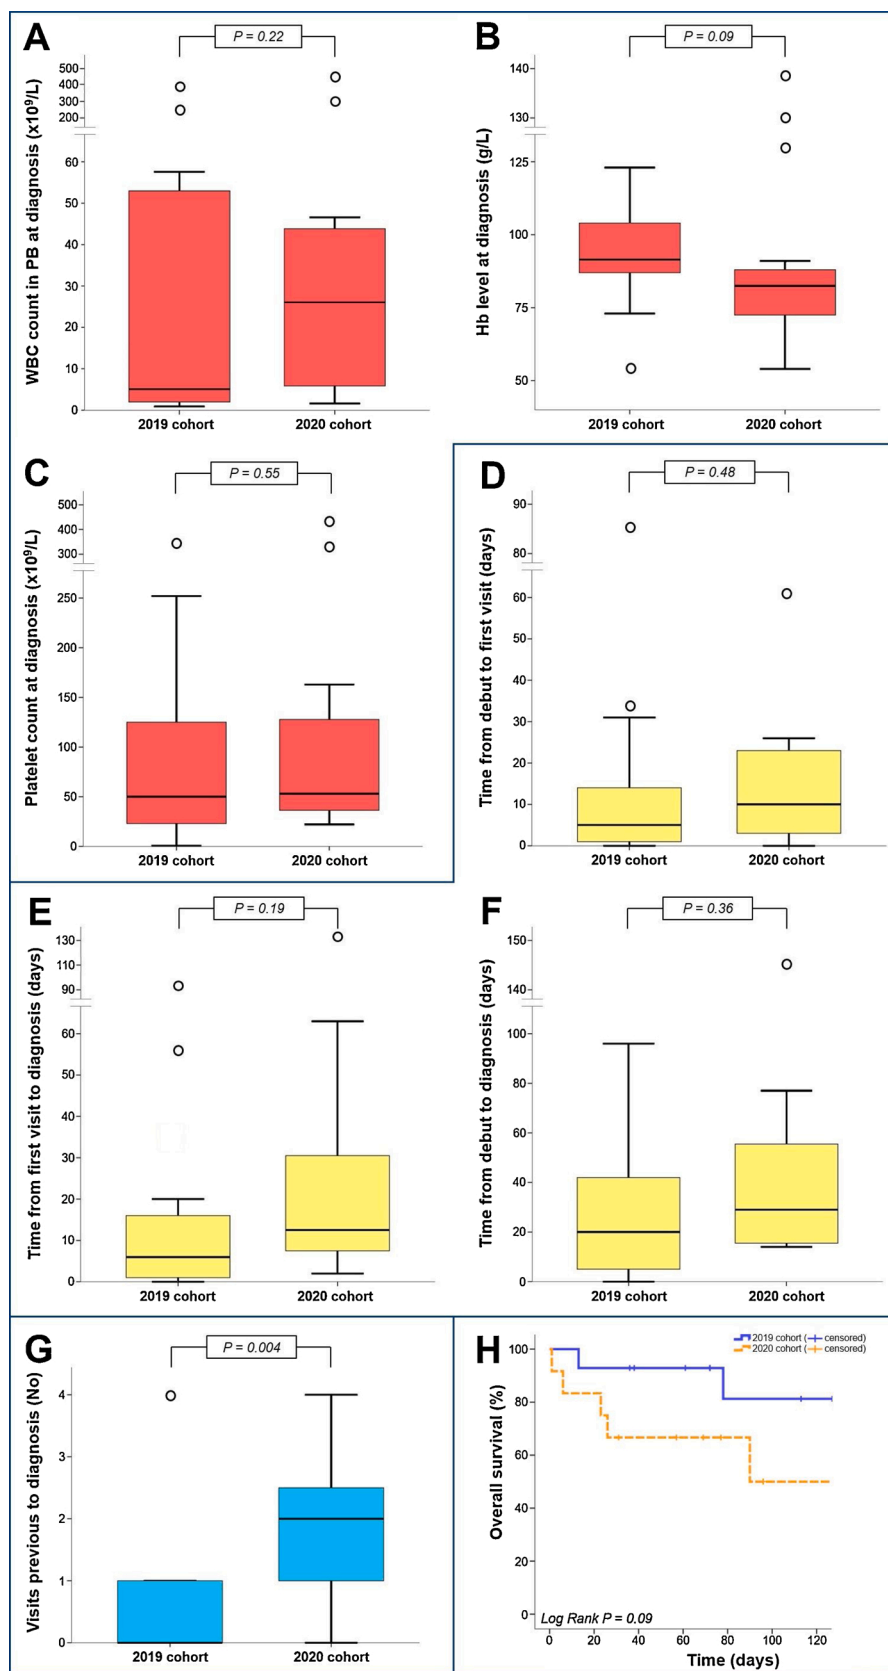 A
P = 0.22
WBC count in PB at diagnosis (x10⁹/L)
500
400
300
200
60
50
40
30
20
10
0
2019 cohort
2020 cohort
B
P = 0.09
Hb level at diagnosis (g/L)
140
130
125
100
75
50
2019 cohort
2020 cohort
C
P = 0.55
Platelet count at diagnosis (x10⁹/L)
500
400
300
250
200
150
100
50
0
2019 cohort
2020 cohort
D
P = 0.48
Time from debut to first visit (days)
90
80
60
50
40
30
20
10
0
2019 cohort
2020 cohort
E
P = 0.19
Time from first visit to diagnosis (days)
130
110
90
60
50
40
30
20
10
0
2019 cohort
2020 cohort
F
P = 0.36
Time from debut to diagnosis (days)
150
140
100
80
60
40
20
0
2019 cohort
2020 cohort
G
P = 0.004
Visits previous to diagnosis (No)
4
3
2
1
0
2019 cohort
2020 cohort
H
2019 cohort ( censored)
2020 cohort ( censored)
Overall survival (%)
100
80
60
40
20
0
Log Rank P = 0.09
0 20 40 60 80 100 120
Time (days)